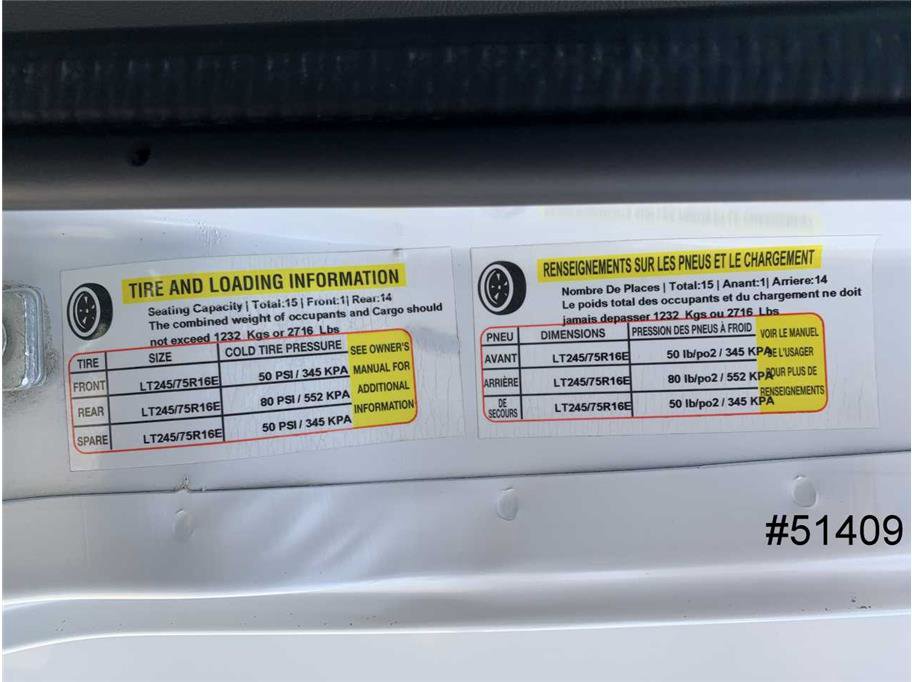 TIRE AND LOADING INFORMATION
Seating Capacity | Total:15 | Front:1| Rear:14
The combined weight of occupants and Cargo should
not exceed 1232 Kgs or 2716 Lbs
TIRE SIZE COLD TIRE PRESSURE SEE OWNER'S MANUAL FOR ADDITIONAL INFORMATION
FRONT LT245/75R16E 50 PSI / 345 KPA
REAR LT245/75R16E 80 PSI / 552 KPA
SPARE LT245/75R16E 50 PSI / 345 KPA
RENSEIGNEMENTS SUR LES PNEUS ET LE CHARGEMENT
Nombre De Places | Total:15 | Anant:1| Arriere:14
Le poids total des occupants et du chargement ne doit
jamais depasser 1232 Kgs ou 2716 Lbs
PNEU DIMENSIONS PRESSION DES PNEUS À FROID VOIR LE MANUEL DE L'USAGER POUR PLUS DE RENSEIGNEMENTS
AVANT LT245/75R16E 50 lb/po2 / 345 KPA
ARRIÈRE LT245/75R16E 80 lb/po2 / 552 KPA
DE SECOURS LT245/75R16E 50 lb/po2 / 345 KPA
#51409